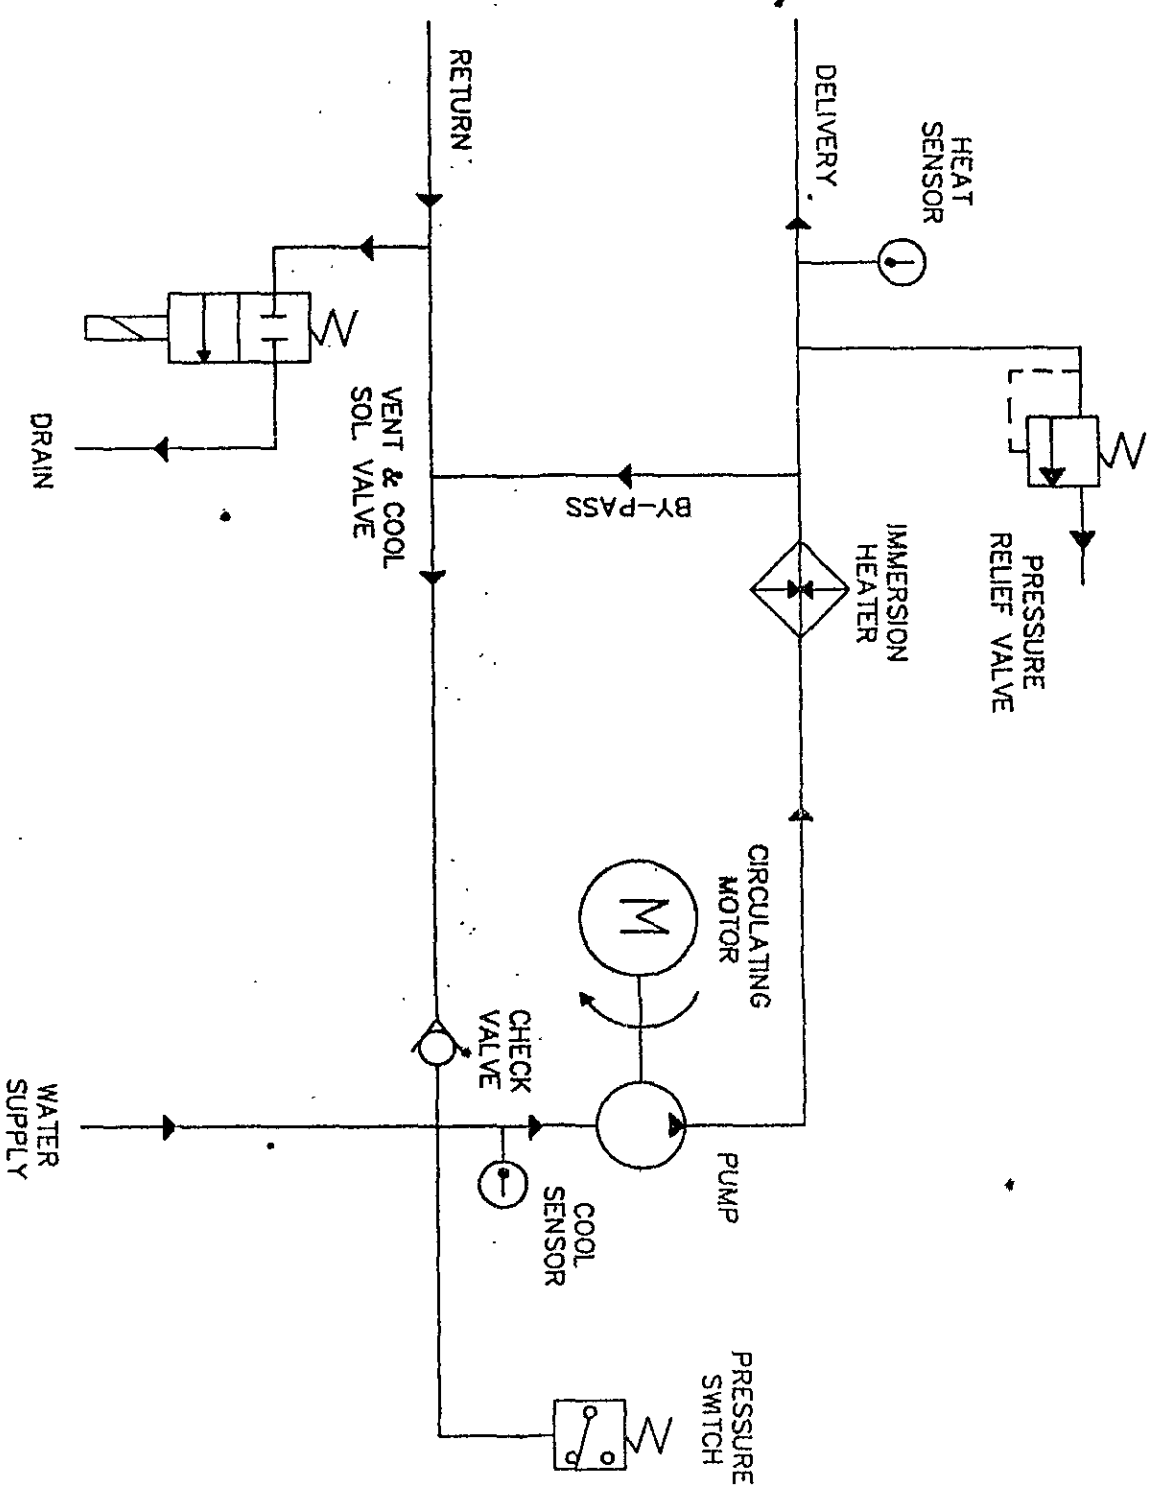 HEAT
SENSOR
DELIVERY
RETURN
PRESSURE
RELIEF VALVE
IMMERSION
HEATER
BY-PASS
VENT & COOL
SOL. VALVE
DRAIN
CIRCULATING
MOTOR
M
CHECK
VALVE
PUMP
COOL
SENSOR
WATER
SUPPLY
PRESSURE
SWITCH